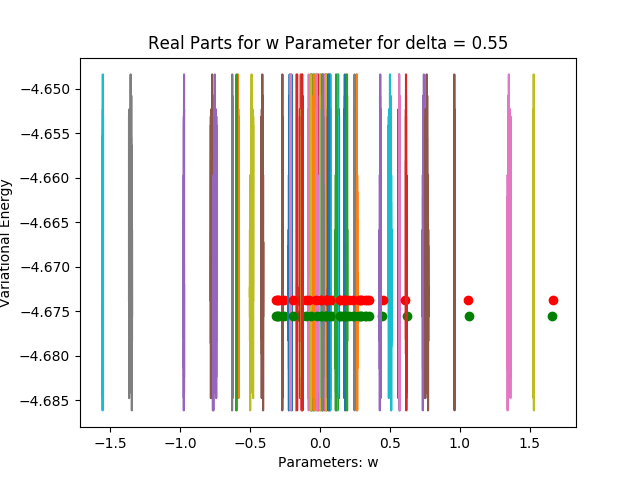 Real Parts for w Parameter for delta = 0.55
Variational Energy
−4.650
−4.655
−4.660
−4.665
−4.670
−4.675
−4.680
−4.685
−1.5 −1.0 −0.5 0.0 0.5 1.0 1.5
Parameters: w